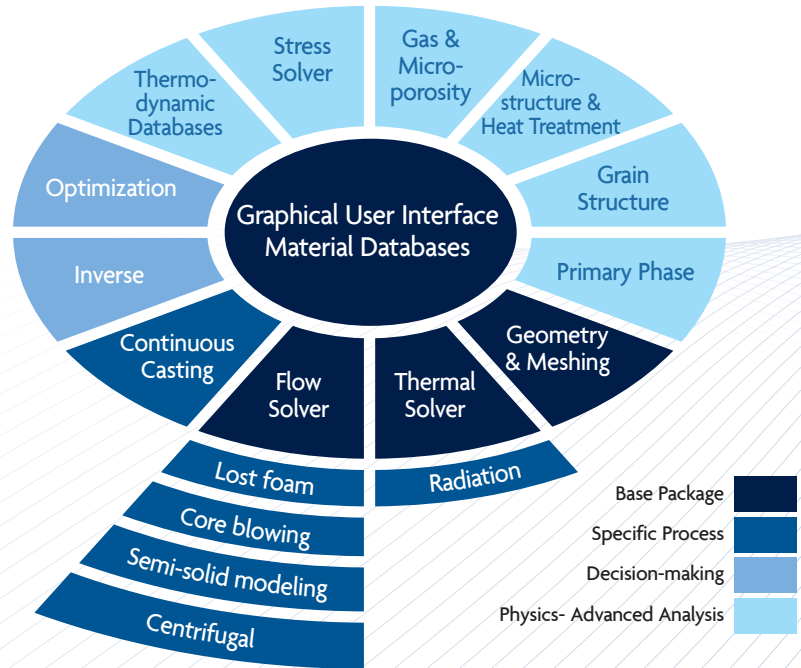 Stress
Solver
Gas &
Micro-
porosity
Thermo-
dynamic
Databases
Micro-
structure &
Heat Treatment
Optimization
Grain
Structure
Graphical User Interface
Material Databases
Inverse
Primary Phase
Continuous
Casting
Flow
Solver
Thermal
Solver
Geometry
& Meshing
Lost foam
Radiation
Core blowing
Semi-solid modeling
Centrifugal
Base Package
Specific Process
Decision-making
Physics- Advanced Analysis